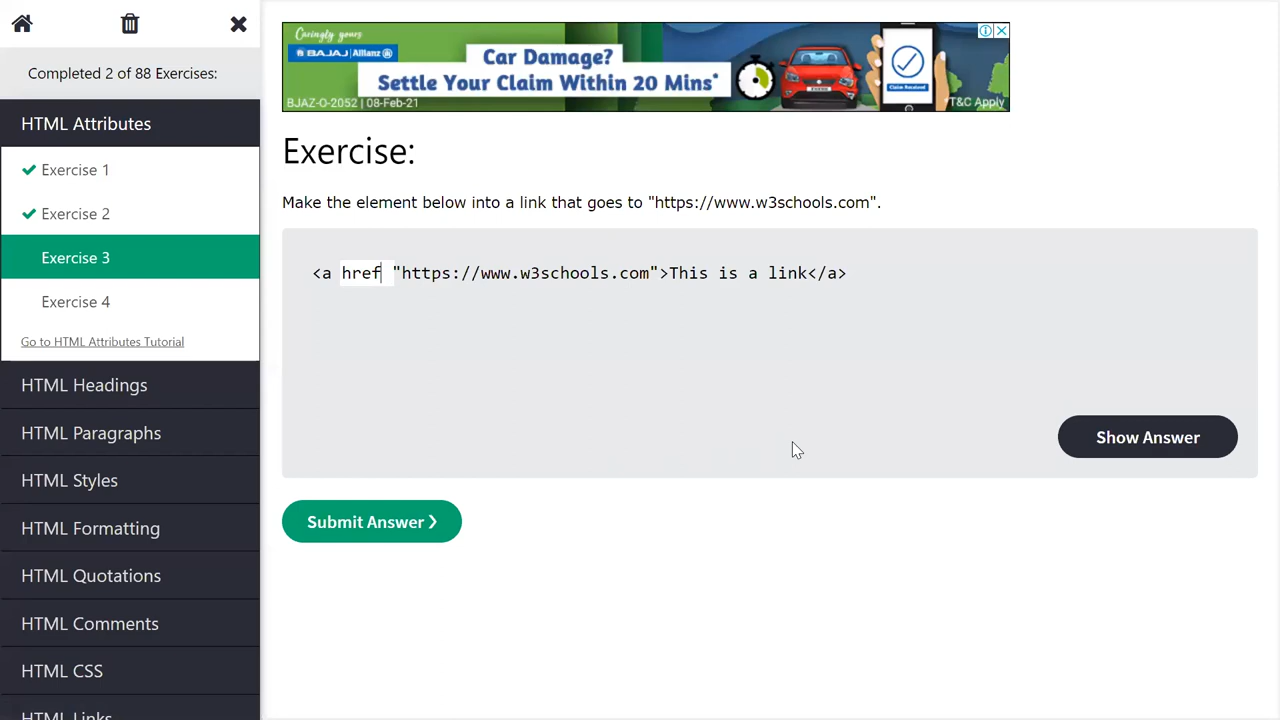 Completed 2 of 88 Exercises:
HTML Attributes
Exercise 1
Exercise 2
Exercise 3
Exercise 4
Go to HTML Attributes Tutorial
HTML Headings
HTML Paragraphs
HTML Styles
HTML Formatting
HTML Quotations
HTML Comments
HTML CSS
HTML Links
Caringly yours
BAJAJ | Allianz
Car Damage?
Settle Your Claim Within 20 Mins*
BJAZ-O-2052 | 08-Feb-21
Claim Received
*T&C Apply
Exercise:
Make the element below into a link that goes to "https://www.w3schools.com".
<a href "https://www.w3schools.com">This is a link</a>
Show Answer
Submit Answer ❯